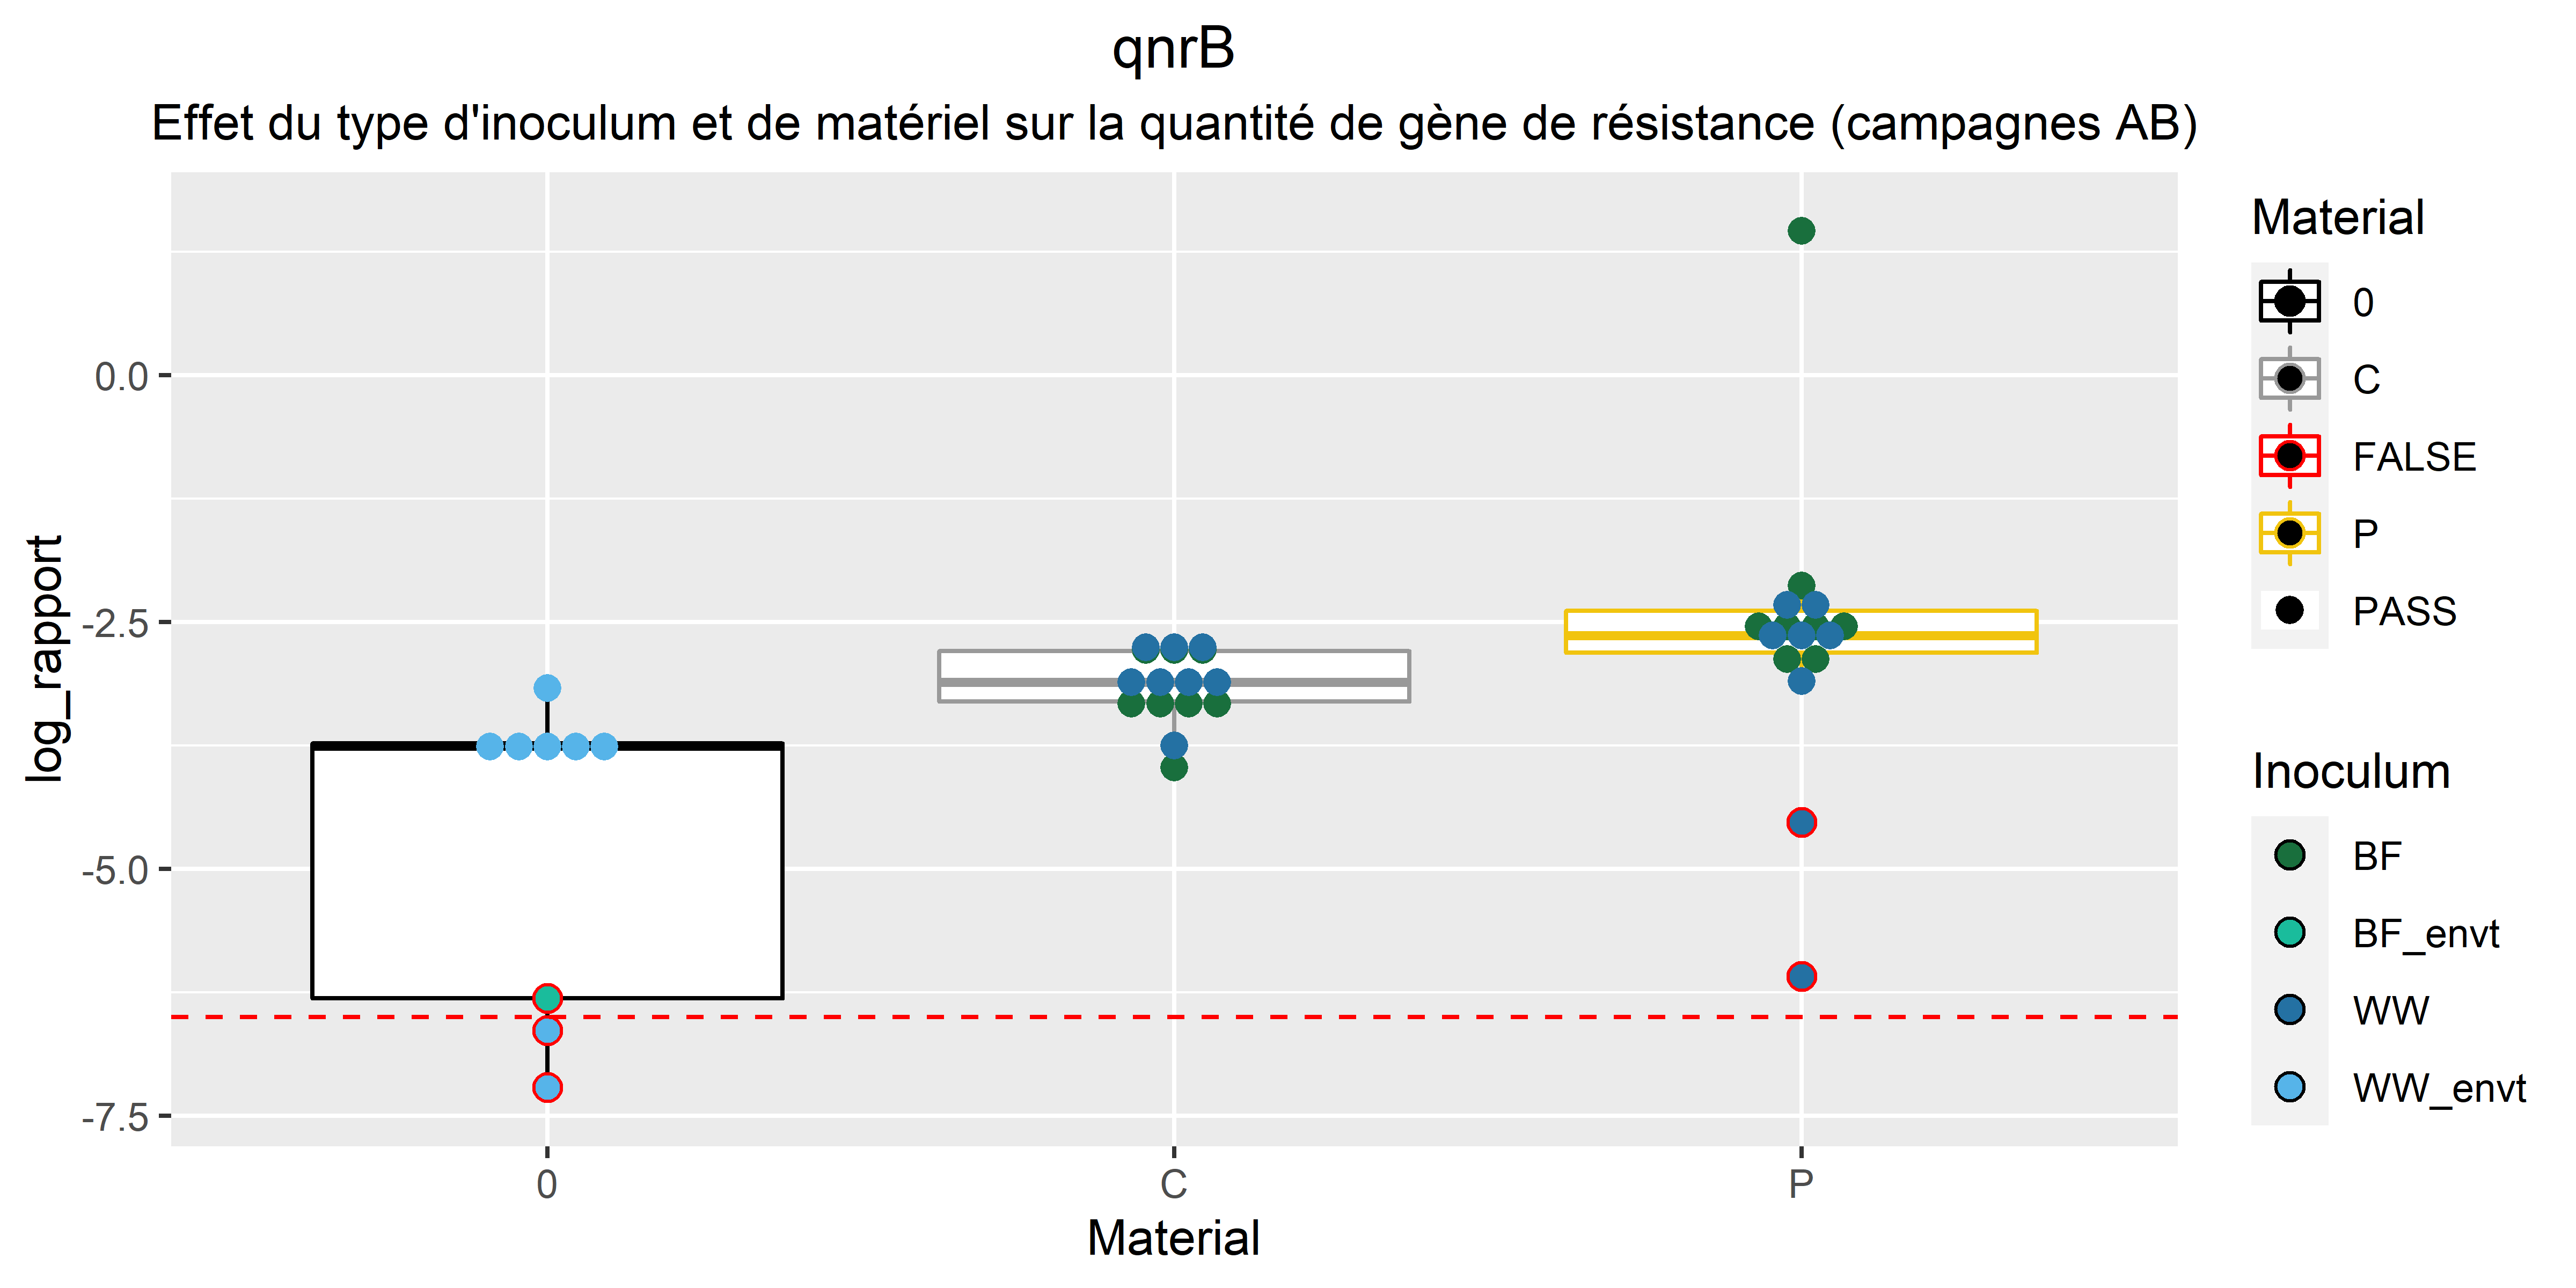 qnrB
Effet du type d'inoculum et de matériel sur la quantité de gène de résistance (campagnes AB)
log_rapport
0.0
-2.5
-5.0
-7.5
0
C
P
Material
Material
0
C
FALSE
P
PASS
Inoculum
BF
BF_envt
WW
WW_envt